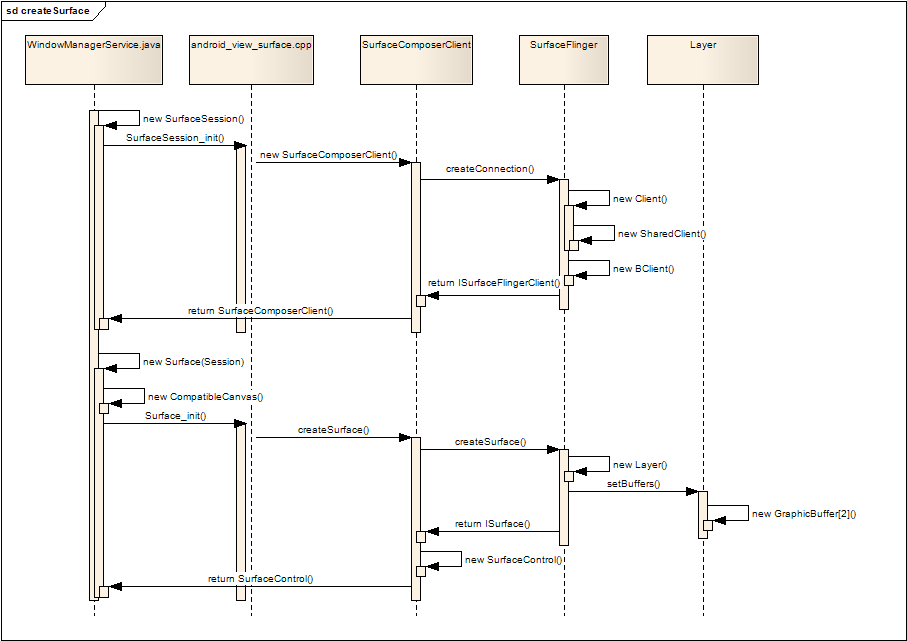 sd createSurface
WindowManagerService.java
android_view_surface.cpp
SurfaceComposerClient
SurfaceFlinger
Layer
new SurfaceSession()
SurfaceSession_init()
new SurfaceComposerClient()
createConnection()
new Client()
new SharedClient()
new BClient()
return ISurfaceFlingerClient()
return SurfaceComposerClient()
new Surface(Session)
new CompatibleCanvas()
Surface_init()
createSurface()
createSurface()
new Layer()
setBuffers()
new GraphicBuffer[2]()
return ISurface()
new SurfaceControl()
return SurfaceControl()